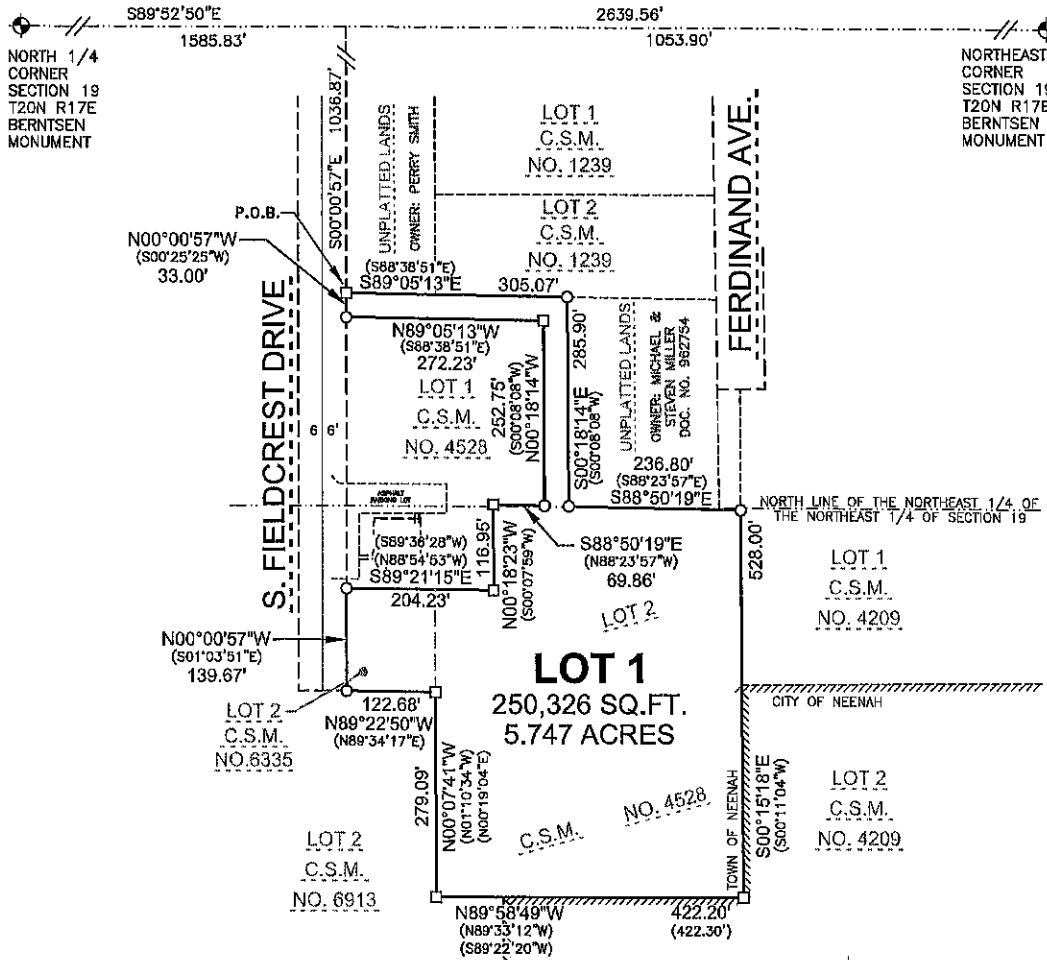 S89°52'50"E
2639.56'
1585.83'
1053.90'
NORTH 1/4
CORNER
SECTION 19
T20N R17E
BERNTSEN
MONUMENT
NORTHEAST
CORNER
SECTION 19
T20N R17E
BERNTSEN
MONUMENT
S00°00'57"E 1036.87'
UNPLATTED LANDS
OWNER: PERRY SMITH
LOT 1
C.S.M.
NO. 1239
LOT 2
C.S.M.
NO. 1239
FERDINAND AVE.
P.O.B.
N00°00'57"W
(S00°25'25"W)
33.00'
(S88°38'51"E)
S89°05'13"E 305.07'
N89°05'13"W
(S88°38'51"E)
272.23'
LOT 1
C.S.M.
NO. 4528
252.75'
(S00°08'08"W)
N00°18'14"W
285.90'
S00°18'14"E
(S00°08'08"W)
UNPLATTED LANDS
OWNER: MICHAEL &
STEVEN MILLER
DOC. NO. 962754
236.80'
(S88°23'57"E)
S88°50'19"E
S. FIELDCREST DRIVE
6 6'
ASPHALT
PARKING LOT
NORTH LINE OF THE NORTHEAST 1/4 OF
THE NORTHEAST 1/4 OF SECTION 19
(S89°36'28"W)
(N88°54'53"W)
S89°21'15"E
204.23'
116.95'
N00°18'23"W
(S00°07'59"W)
S88°50'19"E
(N88°23'57"W)
69.86'
528.00'
LOT 1
C.S.M.
NO. 4209
LOT 2
N00°00'57"W
(S01°03'51"E)
139.67'
LOT 1
250,326 SQ.FT.
5.747 ACRES
CITY OF NEENAH
LOT 2
C.S.M.
NO.6335
122.68'
N89°22'50"W
(N89°34'17"E)
279.09'
N00°07'41"W
(N01°10'34"W)
(N00°19'04"E)
C.S.M. NO. 4528
TOWN OF NEENAH
S00°15'18"E
(S00°11'04"W)
LOT 2
C.S.M.
NO. 4209
LOT 2
C.S.M.
NO. 6913
N89°58'49"W
(N89°33'12"W)
(S89°22'20"W)
422.20'
(422.30')